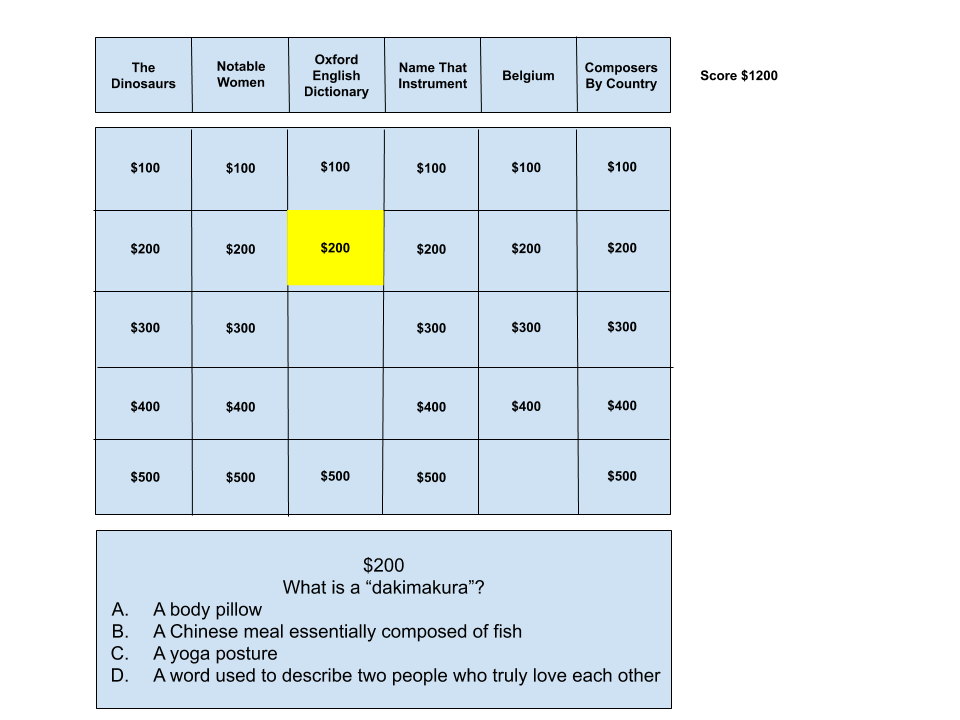 The Dinosaurs
Notable Women
Oxford English Dictionary
Name That Instrument
Belgium
Composers By Country
Score $1200
$100 $100 $100 $100 $100 $100
$200 $200 $200 $200 $200 $200
$300 $300 $300 $300 $300
$400 $400 $400 $400 $400
$500 $500 $500 $500 $500
$200
What is a “dakimakura”?
A. A body pillow
B. A Chinese meal essentially composed of fish
C. A yoga posture
D. A word used to describe two people who truly love each other